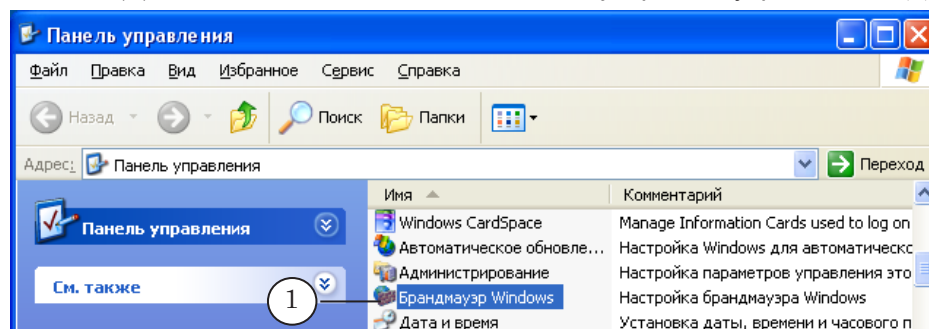 Панель управления
Файл Правка Вид Избранное Сервис Справка
Назад Поиск Папки
Адрес: Панель управления Переход
Имя Комментарий
Панель управления
Windows CardSpace Manage Information Cards used to log on
Автоматическое обновле... Настройка Windows для автоматическо
Администрирование Настройка параметров управления это
См. также
1 Брандмауэр Windows Настройка брандмауэра Windows
Дата и время Установка даты, времени и часового п